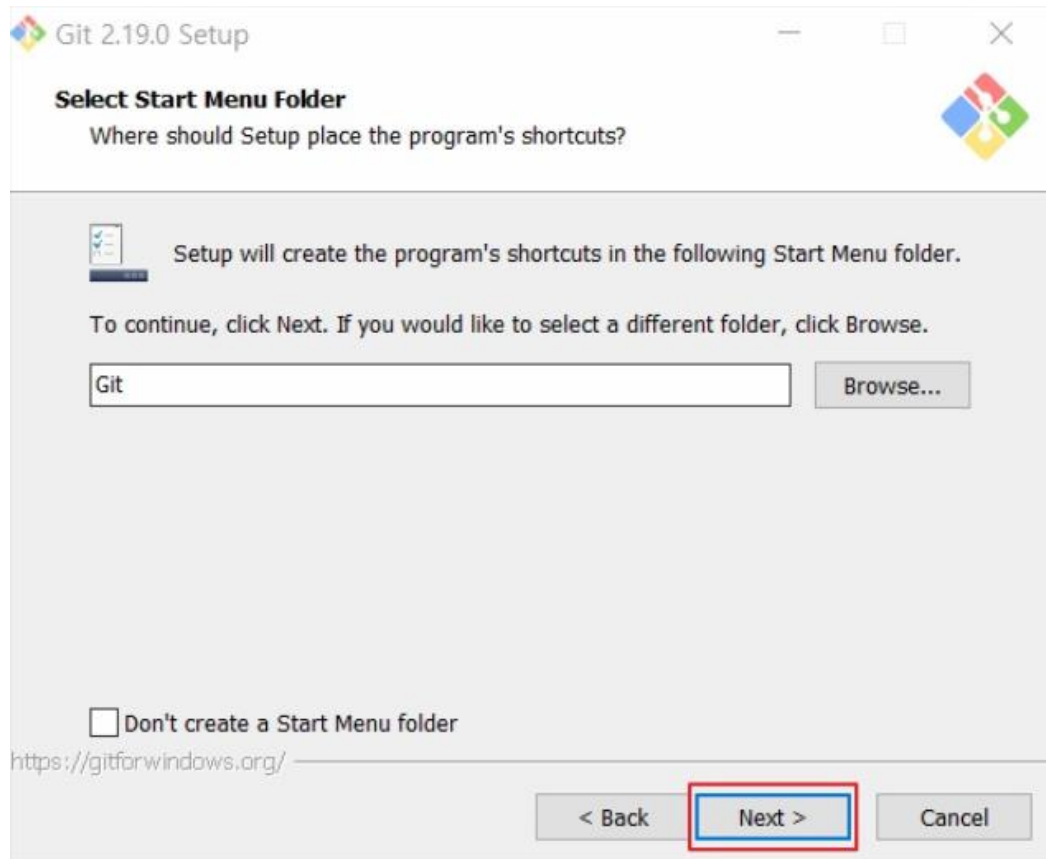 Git 2.19.0 Setup
Select Start Menu Folder
Where should Setup place the program's shortcuts?
Setup will create the program's shortcuts in the following Start Menu folder.
To continue, click Next. If you would like to select a different folder, click Browse.
Git
Browse...
Don't create a Start Menu folder
https://gitforwindows.org/
< Back
Next >
Cancel